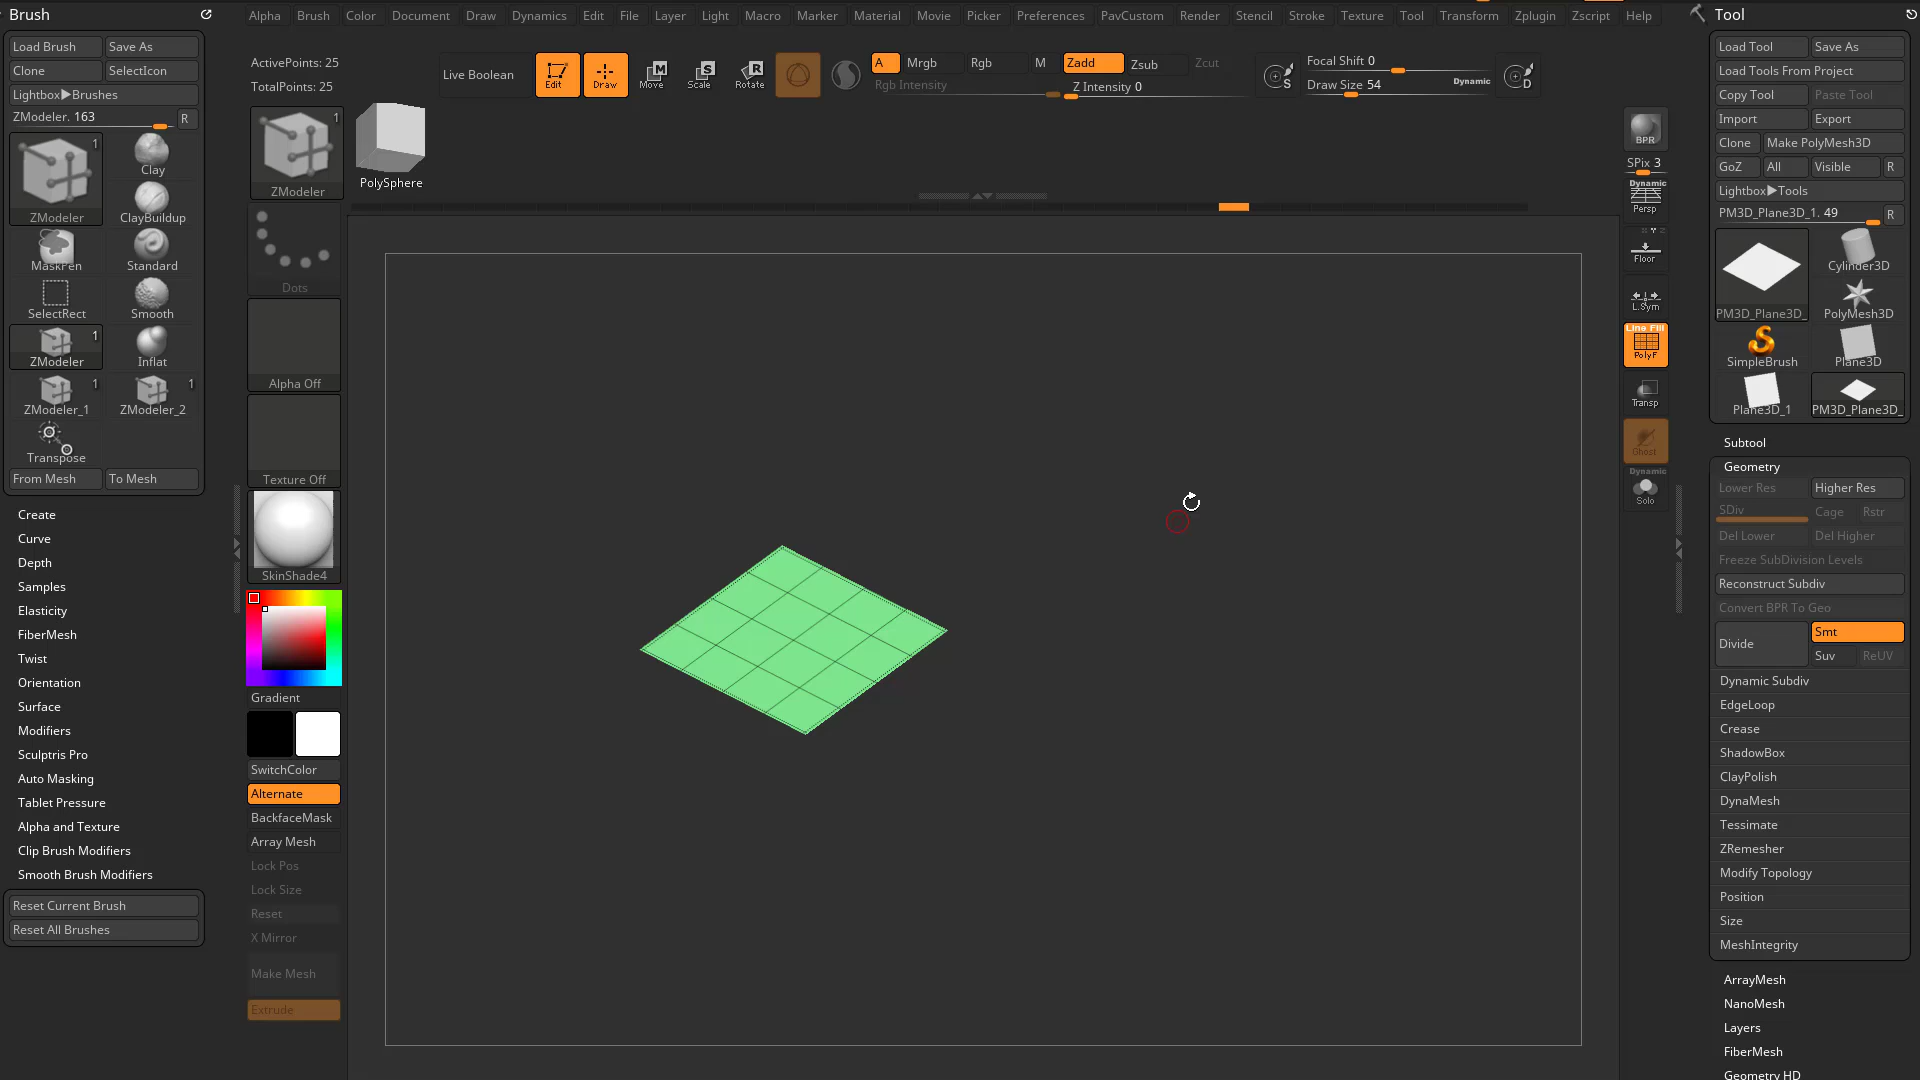 Brush
Load Brush
Save As
Clone
SelectIcon
Lightbox▶Brushes
ZModeler. 163
R
1
ZModeler
Clay
ClayBuildup
MaskPen
Standard
SelectRect
Smooth
1
ZModeler
Inflat
1
ZModeler_1
1
ZModeler_2
Transpose
From Mesh
To Mesh
Create
Curve
Depth
Samples
Elasticity
FiberMesh
Twist
Orientation
Surface
Modifiers
Sculptris Pro
Auto Masking
Tablet Pressure
Alpha and Texture
Clip Brush Modifiers
Smooth Brush Modifiers
Reset Current Brush
Reset All Brushes
Alpha Brush Color Document Draw Dynamics Edit File Layer Light Macro Marker Material Movie Picker Preferences PavCustom Render Stencil Stroke Texture Tool Transform Zplugin Zscript Help
ActivePoints: 25
TotalPoints: 25
Live Boolean
Edit
Draw
M
Move
S
Scale
R
Rotate
A
Mrgb
Rgb
M
Zadd
Zsub
Zcut
Rgb Intensity
Z Intensity 0
S
Focal Shift 0
Draw Size 54
Dynamic
D
1
ZModeler
PolySphere
Dots
Alpha Off
Texture Off
SkinShade4
Gradient
SwitchColor
Alternate
BackfaceMask
Array Mesh
Lock Pos
Lock Size
Reset
X Mirror
Make Mesh
Extrude
BPR
SPix 3
Dynamic
Persp
Floor
L.Sym
Line Fill
PolyF
Transp
Ghost
Dynamic
Solo
Tool
Load Tool
Save As
Load Tools From Project
Copy Tool
Paste Tool
Import
Export
Clone
Make PolyMesh3D
GoZ
All
Visible
R
Lightbox▶Tools
PM3D_Plane3D_1. 49
R
PM3D_Plane3D_
Cylinder3D
PolyMesh3D
SimpleBrush
Plane3D
Plane3D_1
PM3D_Plane3D_
Subtool
Geometry
Lower Res
Higher Res
SDiv
Cage
Rstr
Del Lower
Del Higher
Freeze SubDivision Levels
Reconstruct Subdiv
Convert BPR To Geo
Divide
Smt
Suv
ReUV
Dynamic Subdiv
EdgeLoop
Crease
ShadowBox
ClayPolish
DynaMesh
Tessimate
ZRemesher
Modify Topology
Position
Size
MeshIntegrity
ArrayMesh
NanoMesh
Layers
FiberMesh
Geometry HD